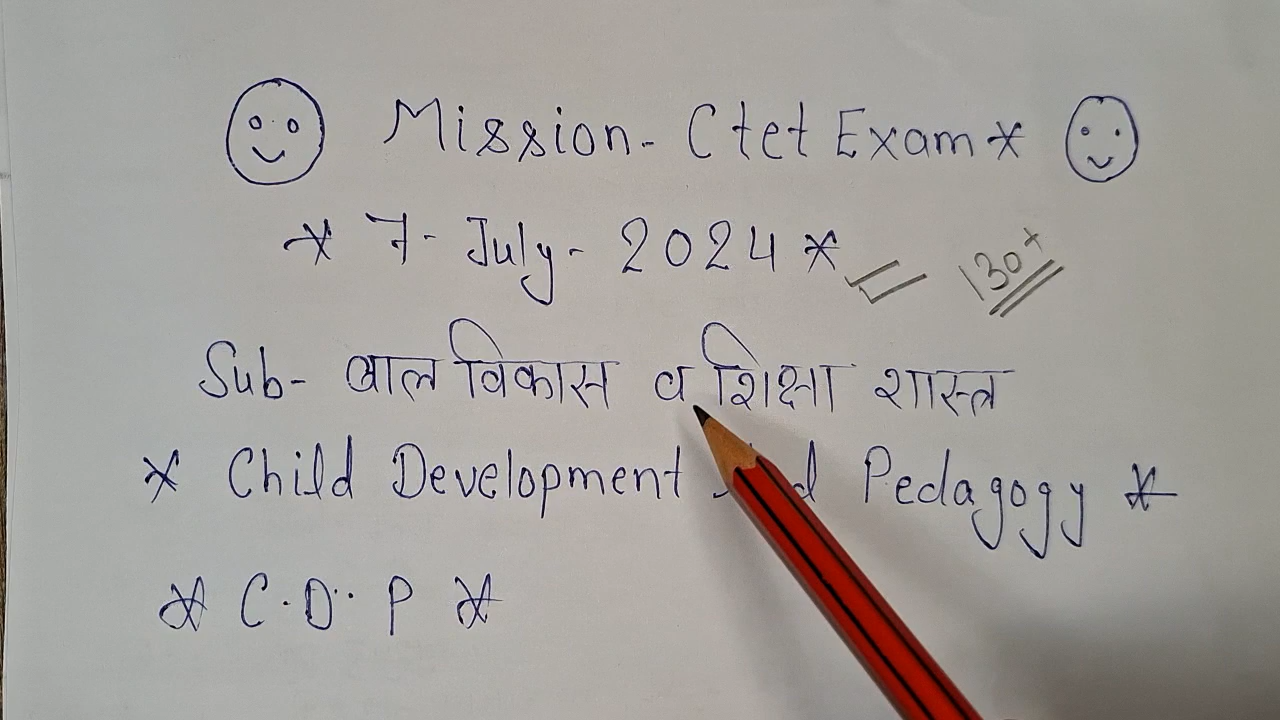 Mission - Ctet Exam *
* 7 - July - 2024 * 130+
Sub - बाल विकास व शिक्षा शास्त्र
* Child Development Pedagogy *
* C.D.P *